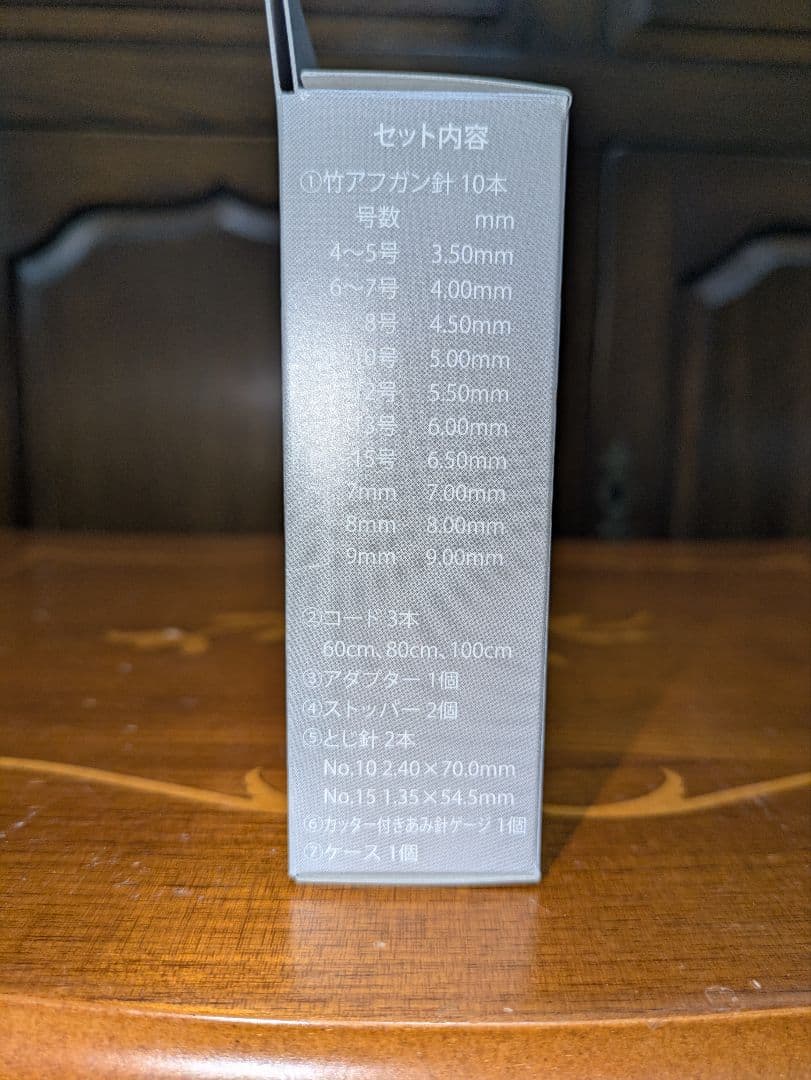 セット内容
①竹アフガン針 10本
号数 mm
4〜5号 3.50mm
6〜7号 4.00mm
8号 4.50mm
10号 5.00mm
12号 5.50mm
13号 6.00mm
15号 6.50mm
7mm 7.00mm
8mm 8.00mm
9mm 9.00mm
②コード 3本
60cm、80cm、100cm
③アダプター 1個
④ストッパー 2個
⑤とじ針 2本
No.10 2.40×70.0mm
No.15 1.35×54.5mm
⑥カッター付きあみ針ゲージ 1個
⑦ケース 1個